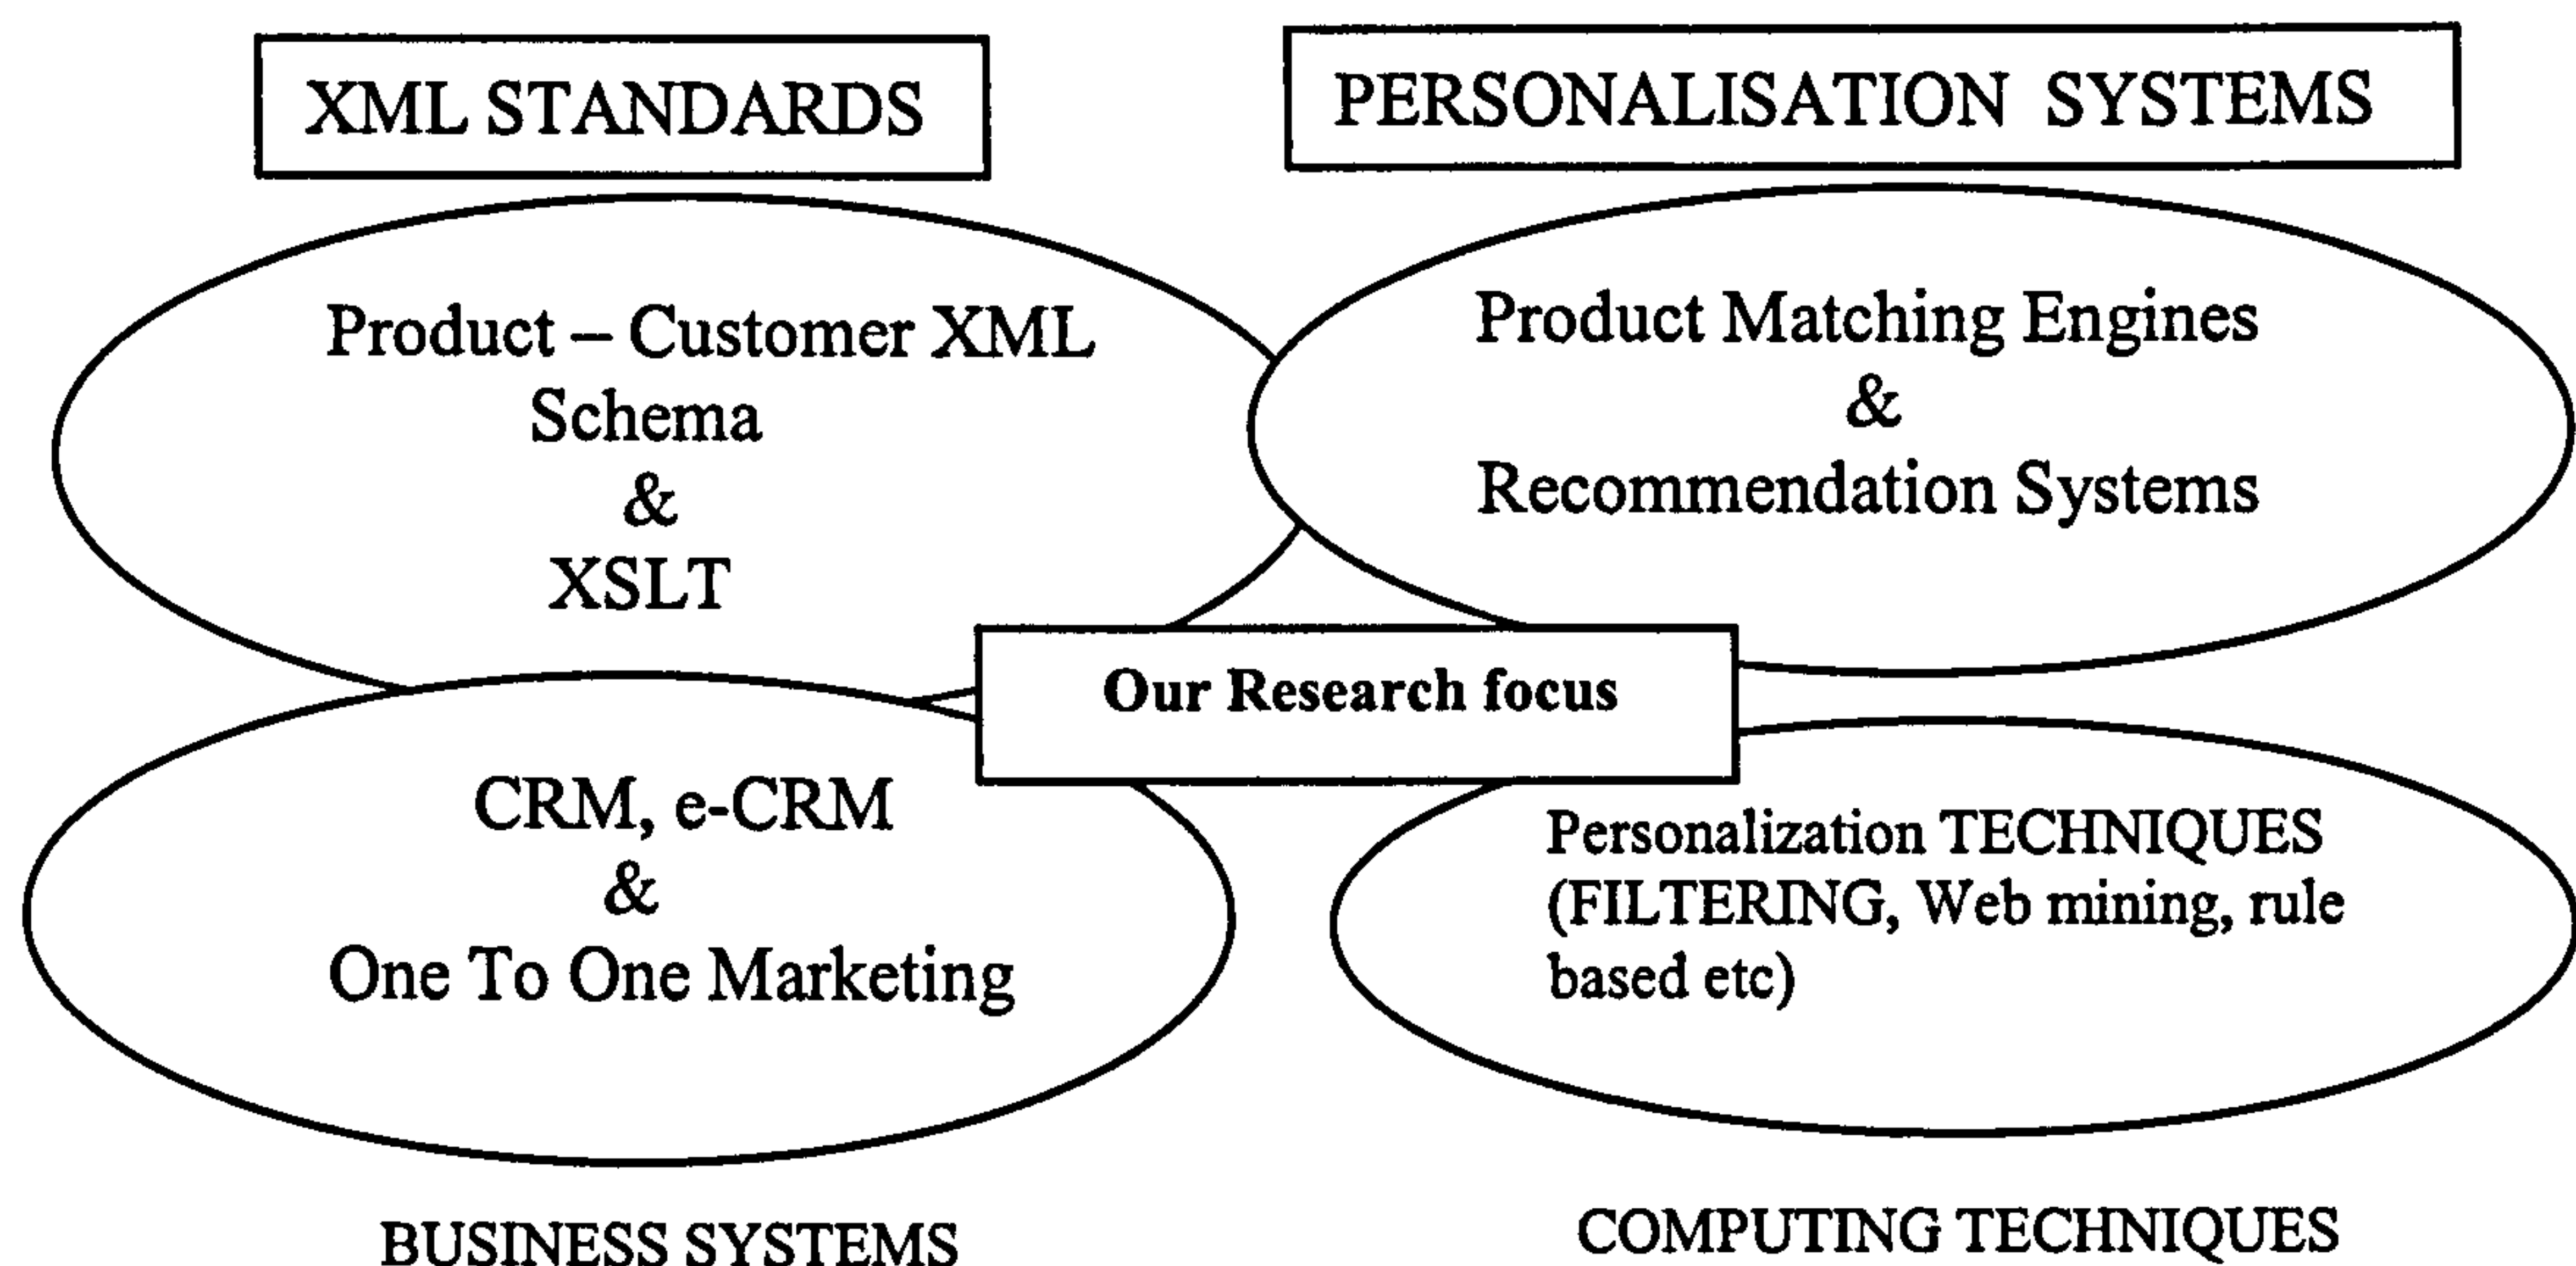 XML STANDARDS
PERSONALISATION SYSTEMS
Product – Customer XML
Schema
&
XSLT
Product Matching Engines
&
Recommendation Systems
Our Research focus
CRM, e-CRM
&
One To One Marketing
Personalization TECHNIQUES
(FILTERING, Web mining, rule
based etc)
BUSINESS SYSTEMS
COMPUTING TECHNIQUES